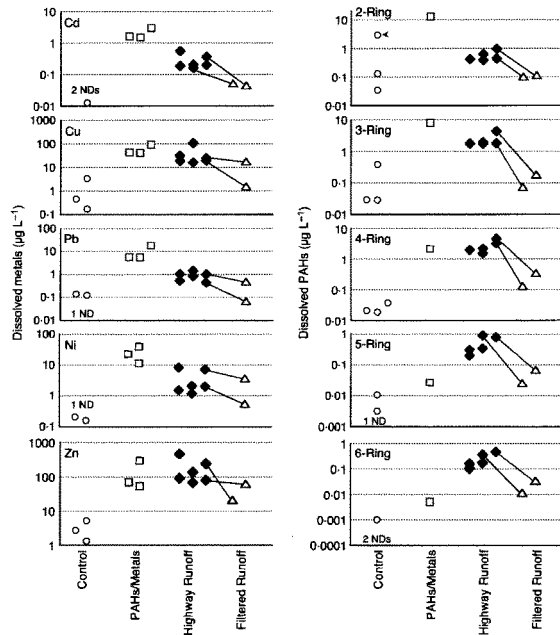 Dissolved metals (µg L⁻¹)
Cd
10
1
0·1
0·01
2 NDs
Cu
1000
100
10
1
0·1
Pb
100
10
1
0·1
0·01
1 ND
Ni
100
10
1
0·1
1 ND
Zn
1000
100
10
1
Control
PAHs/Metals
Highway Runoff
Filtered Runoff
Dissolved PAHs (µg L⁻¹)
2-Ring
10
1
0·1
0·01
3-Ring
10
1
0·1
0·01
4-Ring
10
1
0·1
0·01
5-Ring
1
0·1
0·01
0·001
1 ND
6-Ring
1
0·1
0·01
0·001
0·0001
2 NDs
Control
PAHs/Metals
Highway Runoff
Filtered Runoff